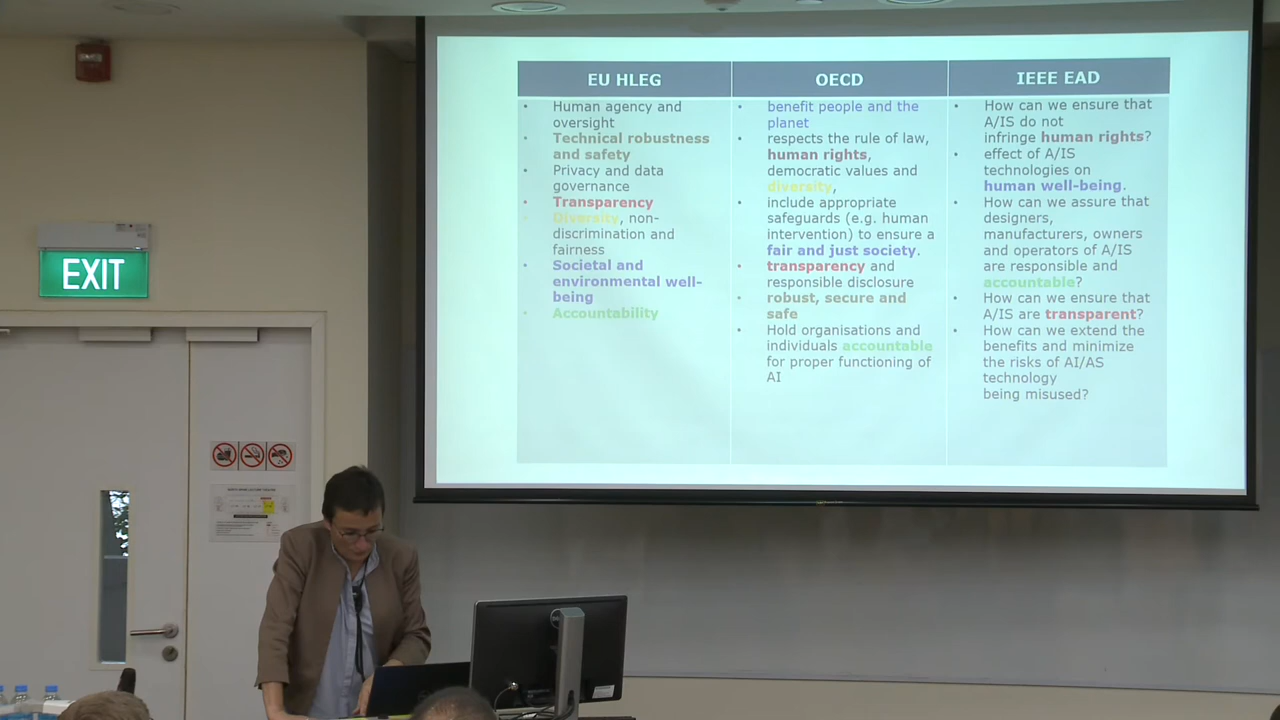 EXIT
EU HLEG
• Human agency and
oversight
• Technical robustness
and safety
• Privacy and data
governance
• Transparency
• Diversity, non-
discrimination and
fairness
• Societal and
environmental well-
being
• Accountability
OECD
• benefit people and the
planet
• respects the rule of law,
human rights,
democratic values and
diversity,
• include appropriate
safeguards (e.g. human
intervention) to ensure a
fair and just society.
• transparency and
responsible disclosure
• robust, secure and
safe
• Hold organisations and
individuals accountable
for proper functioning of
AI
IEEE EAD
• How can we ensure that
A/IS do not
infringe human rights?
• effect of A/IS
technologies on
human well-being.
• How can we assure that
designers,
manufacturers, owners
and operators of A/IS
are responsible and
accountable?
• How can we ensure that
A/IS are transparent?
• How can we extend the
benefits and minimize
the risks of AI/AS
technology
being misused?